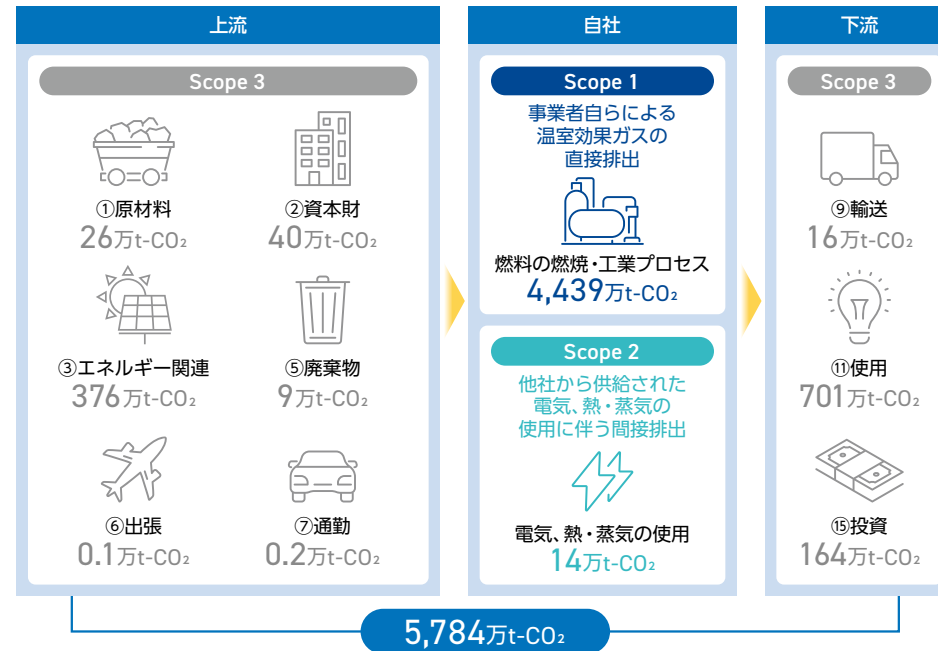 上流
Scope 3
①原材料
26万t-CO₂
②資本財
40万t-CO₂
③エネルギー関連
376万t-CO₂
⑤廃棄物
9万t-CO₂
⑥出張
0.1万t-CO₂
⑦通勤
0.2万t-CO₂
自社
Scope 1
事業者自らによる
温室効果ガスの
直接排出
燃料の燃焼・工業プロセス
4,439万t-CO₂
Scope 2
他社から供給された
電気、熱・蒸気の
使用に伴う間接排出
電気、熱・蒸気の使用
14万t-CO₂
下流
Scope 3
⑨輸送
16万t-CO₂
⑪使用
701万t-CO₂
⑮投資
164万t-CO₂
5,784万t-CO₂